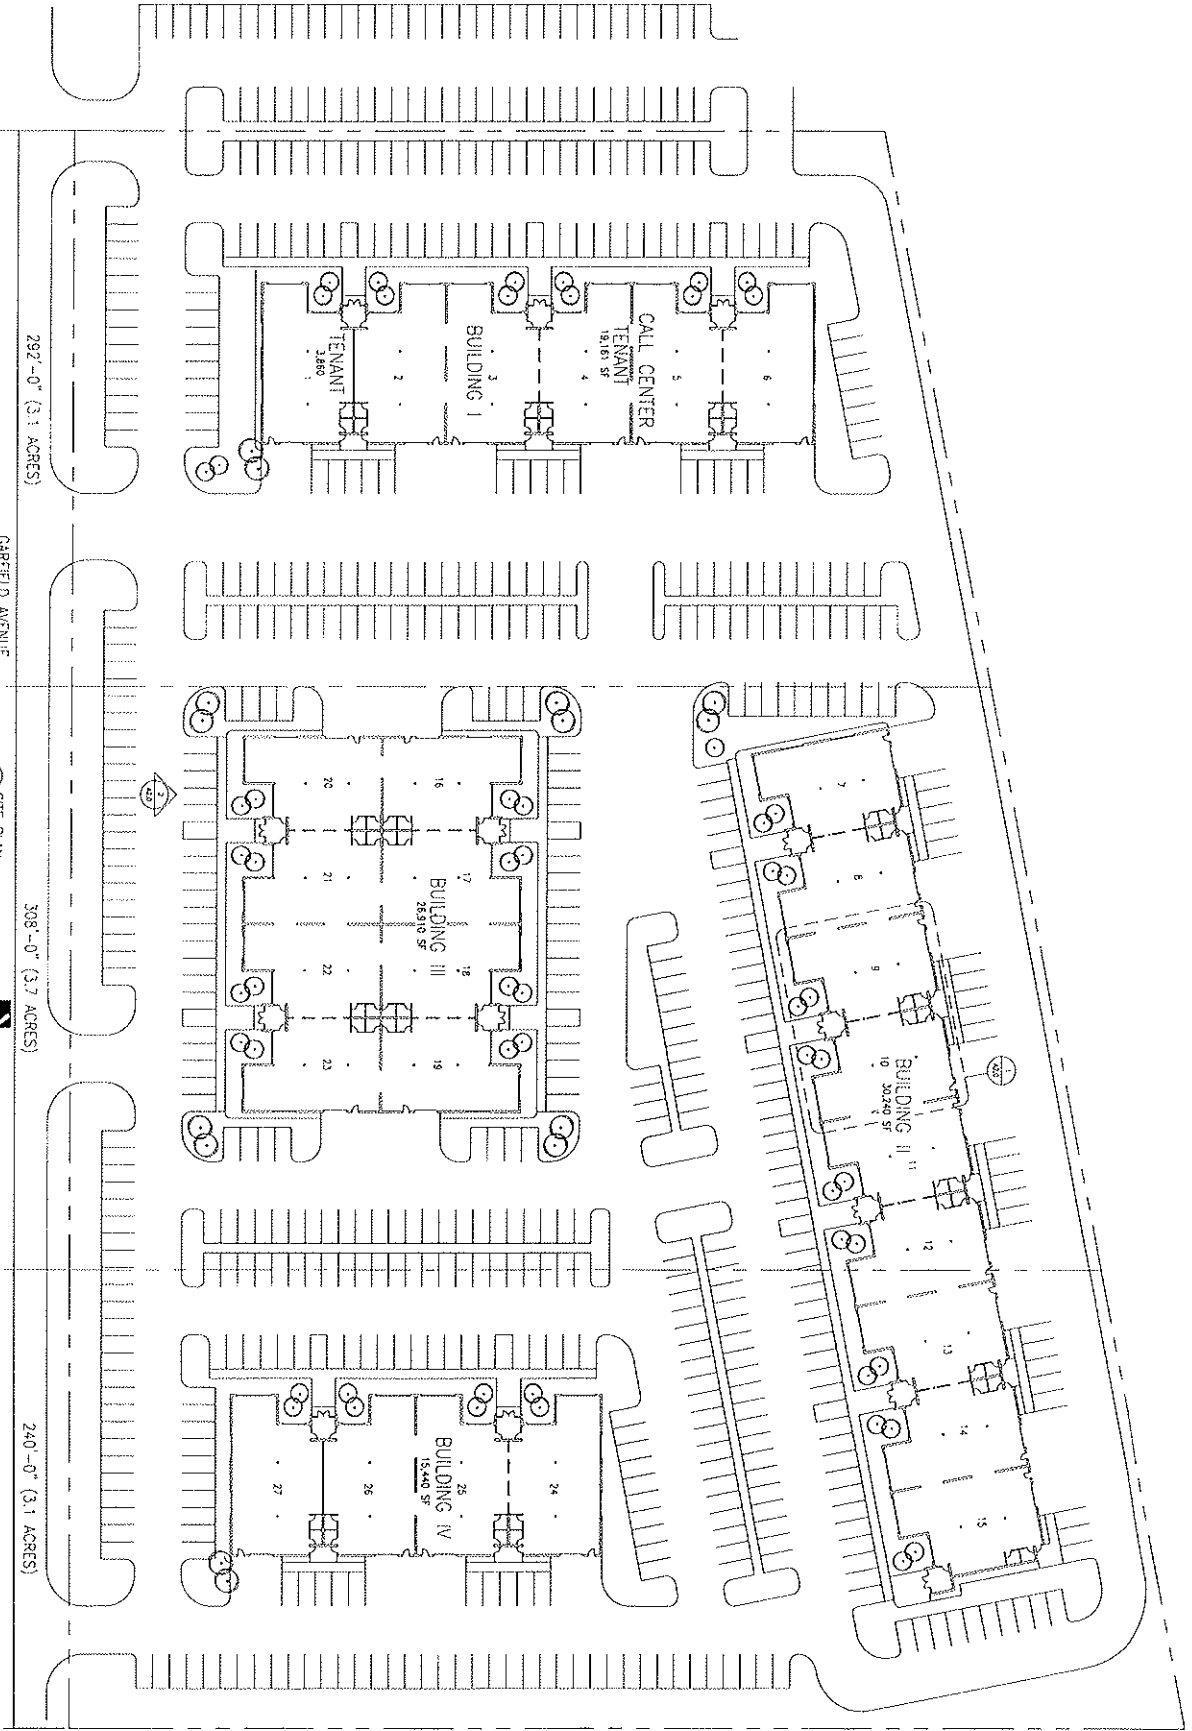 CALL CENTER
TENANT
19,161 SF
BUILDING I
TENANT
3,860
1
2
3
4
5
6
BUILDING III
26,910 SF
16
17
18
19
20
21
22
23
BUILDING II
30,240 SF
7
8
9
10
11
12
13
14
15
BUILDING IV
15,440 SF
24
25
26
27
292'-0" (3.1 ACRES)
308'-0" (3.7 ACRES)
240'-0" (3.1 ACRES)
GARFIELD AVENUE
SITE PLAN